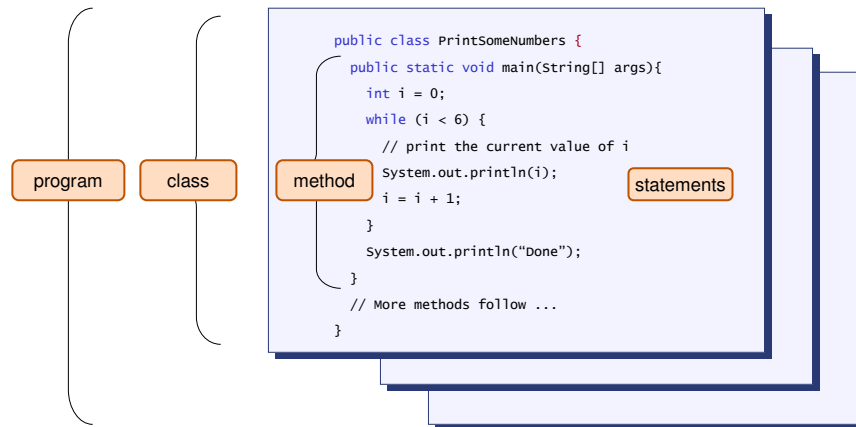 public class PrintSomeNumbers {
public static void main(String[] args){
int i = 0;
while (i < 6) {
// print the current value of i
program
class
method
System.out.println(i);
statements
i = i + 1;
}
System.out.println(“Done”);
}
// More methods follow ...
}